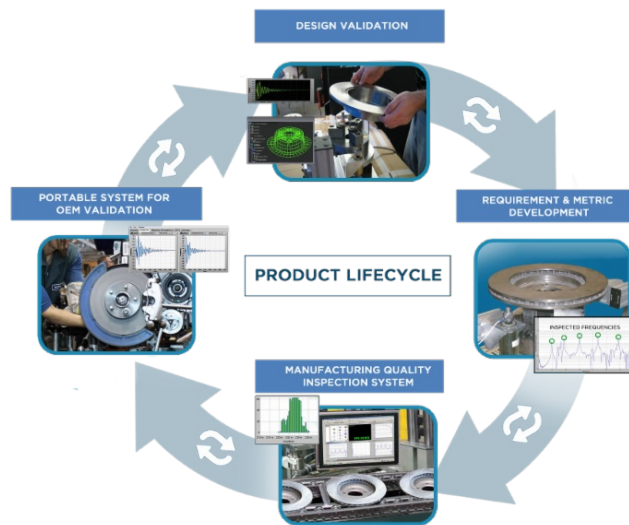 DESIGN VALIDATION
PORTABLE SYSTEM FOR
OEM VALIDATION
REQUIREMENT & METRIC
DEVELOPMENT
PRODUCT LIFECYCLE
INSPECTED FREQUENCIES
MANUFACTURING QUALITY
INSPECTION SYSTEM